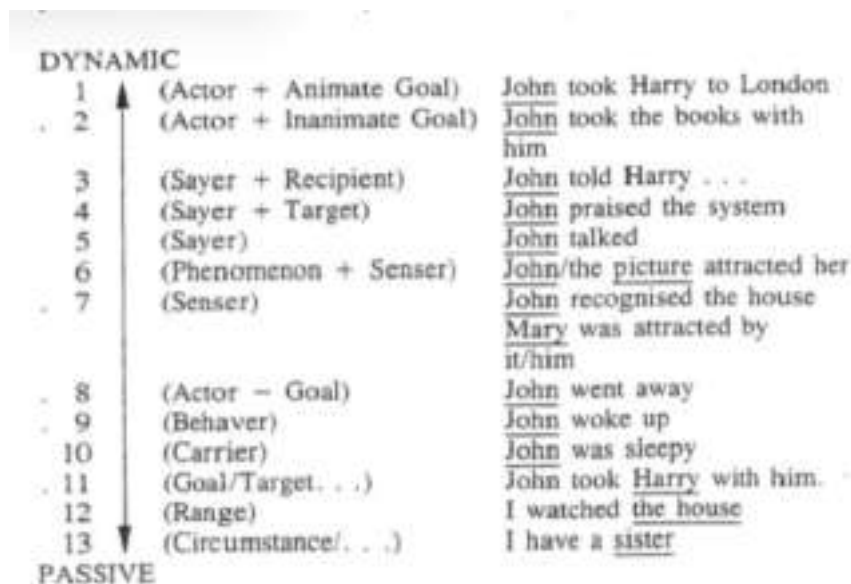 DYNAMIC
1 (Actor + Animate Goal) John took Harry to London
2 (Actor + Inanimate Goal) John took the books with
him
3 (Sayer + Recipient) John told Harry . . .
4 (Sayer + Target) John praised the system
5 (Sayer) John talked
6 (Phenomenon + Senser) John/the picture attracted her
7 (Senser) John recognised the house
Mary was attracted by
it/him
8 (Actor − Goal) John went away
9 (Behaver) John woke up
10 (Carrier) John was sleepy
11 (Goal/Target. . .) John took Harry with him.
12 (Range) I watched the house
13 (Circumstance/. . .) I have a sister
PASSIVE